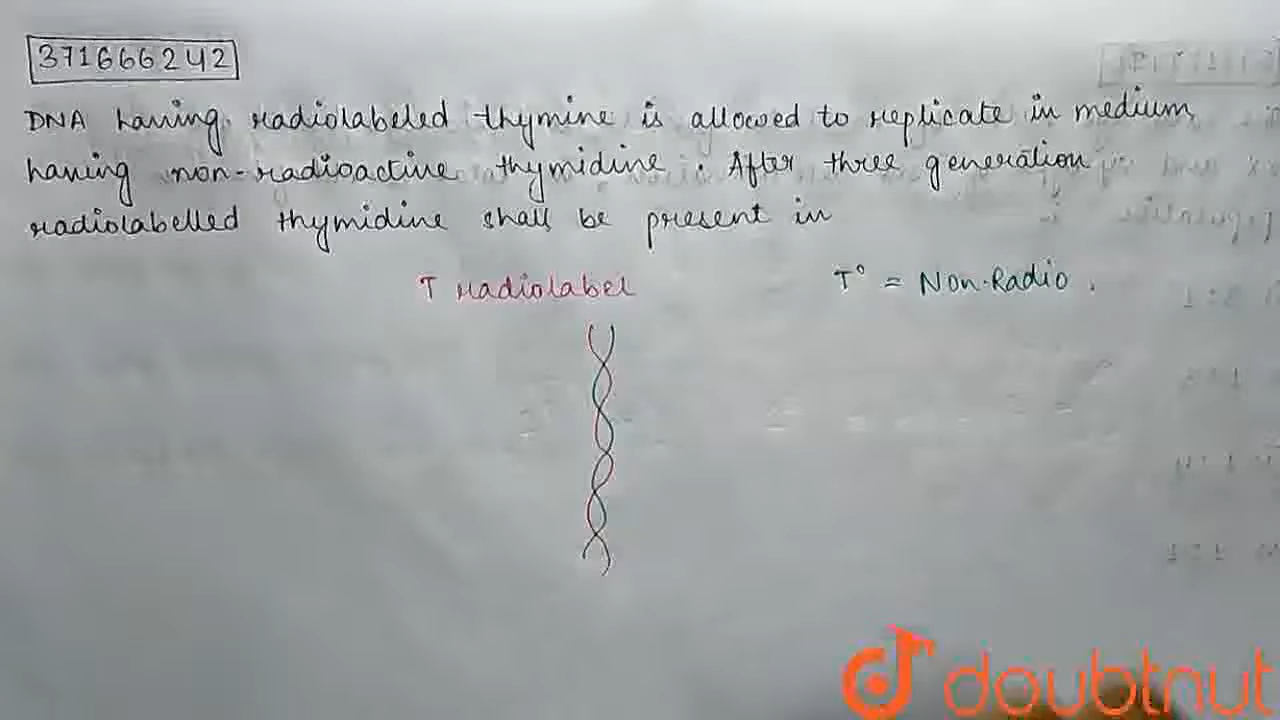 371666242
DNA having radiolabeled thymine is allowed to replicate in medium
having non-radioactive thymidine. After three generation
radiolabelled thymidine shall be present in
T radiolabel
T° = Non-Radio.
doubtnut